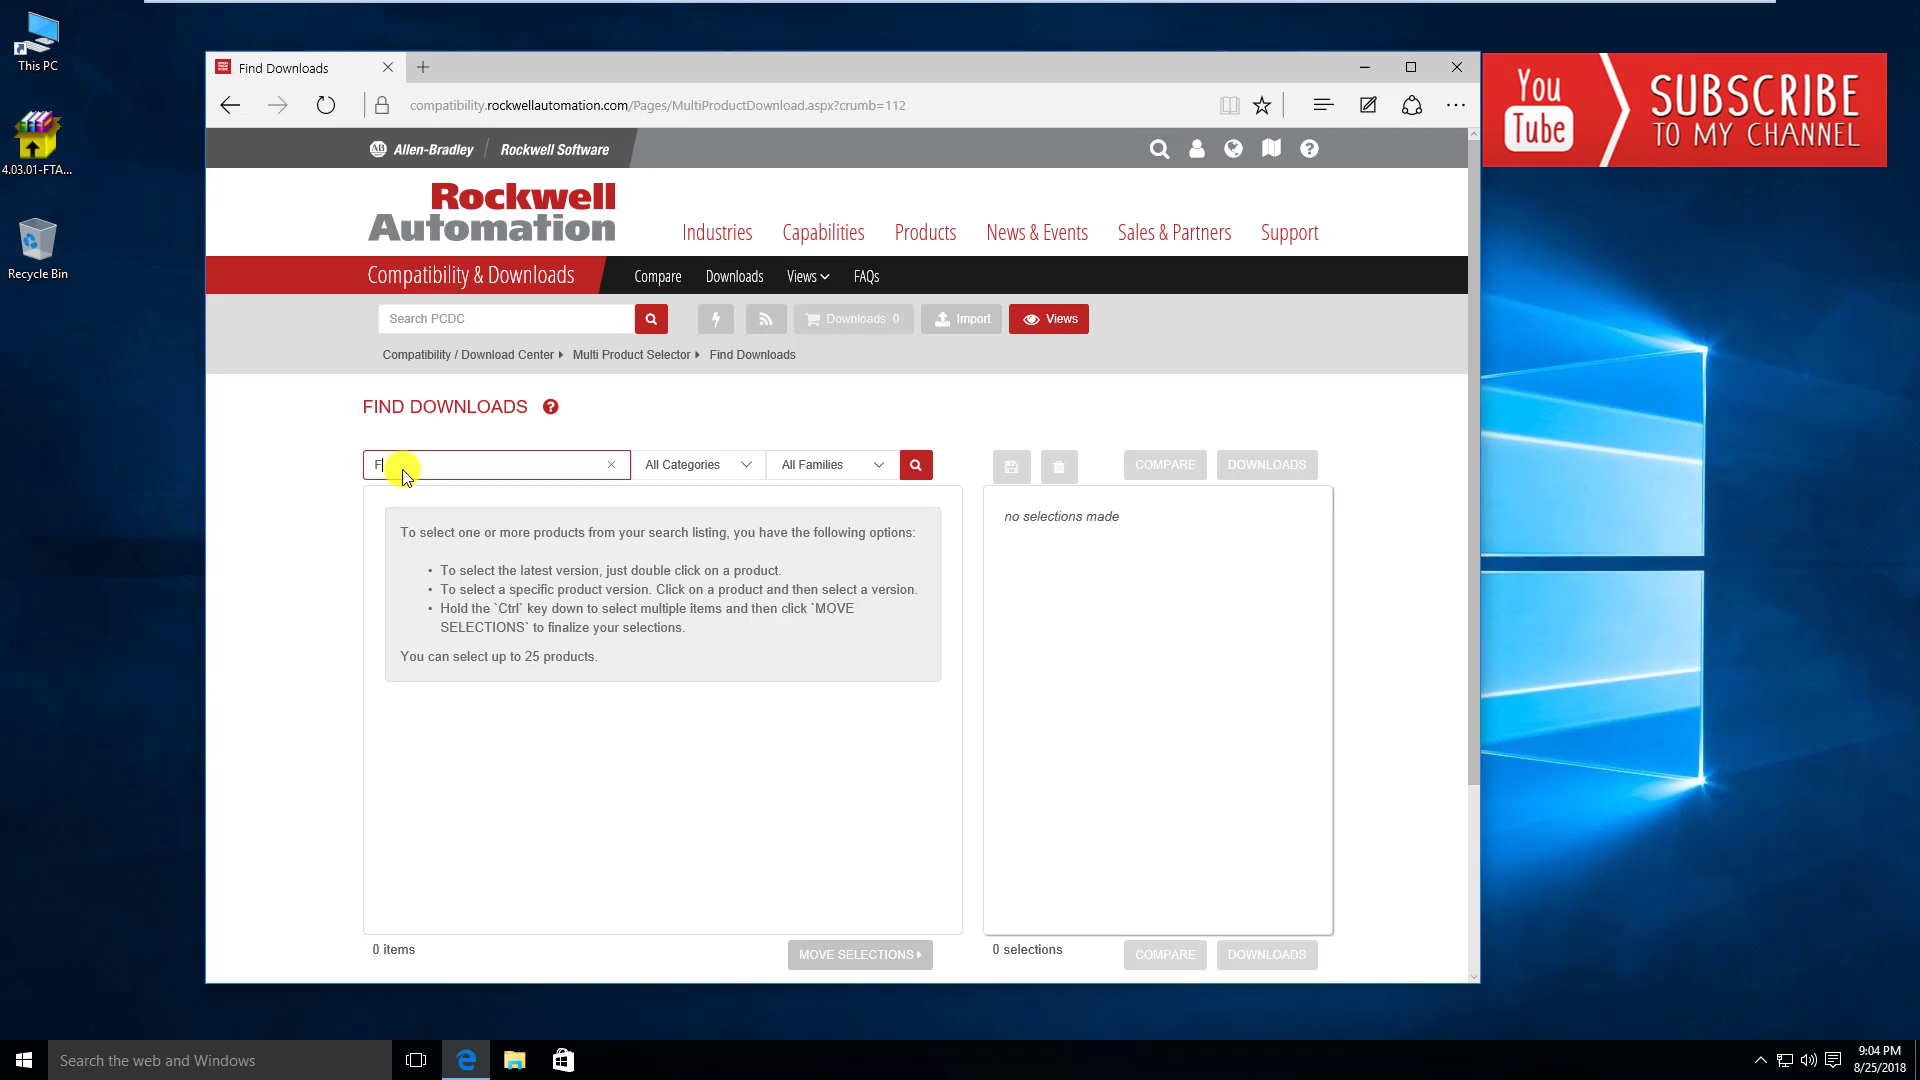 This PC
4.03.01-FTA...
Recycle Bin
Find Downloads
compatibility.rockwellautomation.com/Pages/MultiProductDownload.aspx?crumb=112
You
Tube
SUBSCRIBE
TO MY CHANNEL
AB Allen-Bradley
Rockwell Software
Rockwell
Automation
Industries
Capabilities
Products
News & Events
Sales & Partners
Support
Compatibility & Downloads
Compare
Downloads
Views
FAQs
Search PCDC
Downloads 0
Import
Views
Compatibility / Download Center
Multi Product Selector
Find Downloads
FIND DOWNLOADS
F
All Categories
All Families
COMPARE
DOWNLOADS
To select one or more products from your search listing, you have the following options:
• To select the latest version, just double click on a product.
• To select a specific product version. Click on a product and then select a version.
• Hold the `Ctrl` key down to select multiple items and then click `MOVE
SELECTIONS` to finalize your selections.
You can select up to 25 products.
no selections made
0 items
MOVE SELECTIONS
0 selections
COMPARE
DOWNLOADS
Search the web and Windows
9:04 PM
8/25/2018